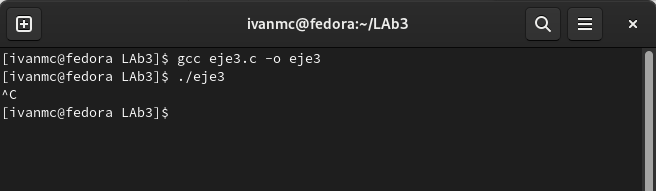 ivanmc@fedora:~/LAb3
[ivanmc@fedora LAb3]$ gcc eje3.c -o eje3
[ivanmc@fedora LAb3]$ ./eje3
^C
[ivanmc@fedora LAb3]$